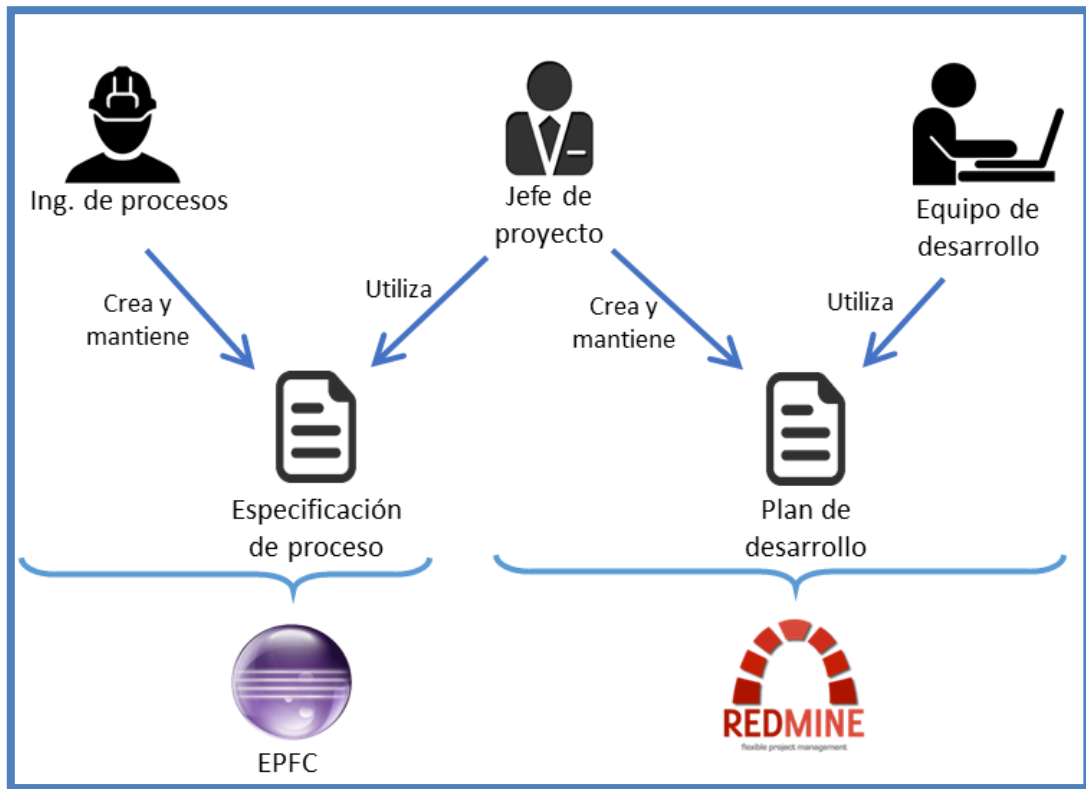 Ing. de procesos
Jefe de
proyecto
Equipo de
desarrollo
Crea y
mantiene
Utiliza
Crea y
mantiene
Utiliza
Especificación
de proceso
Plan de
desarrollo
EPFC
REDMINE
flexible project management